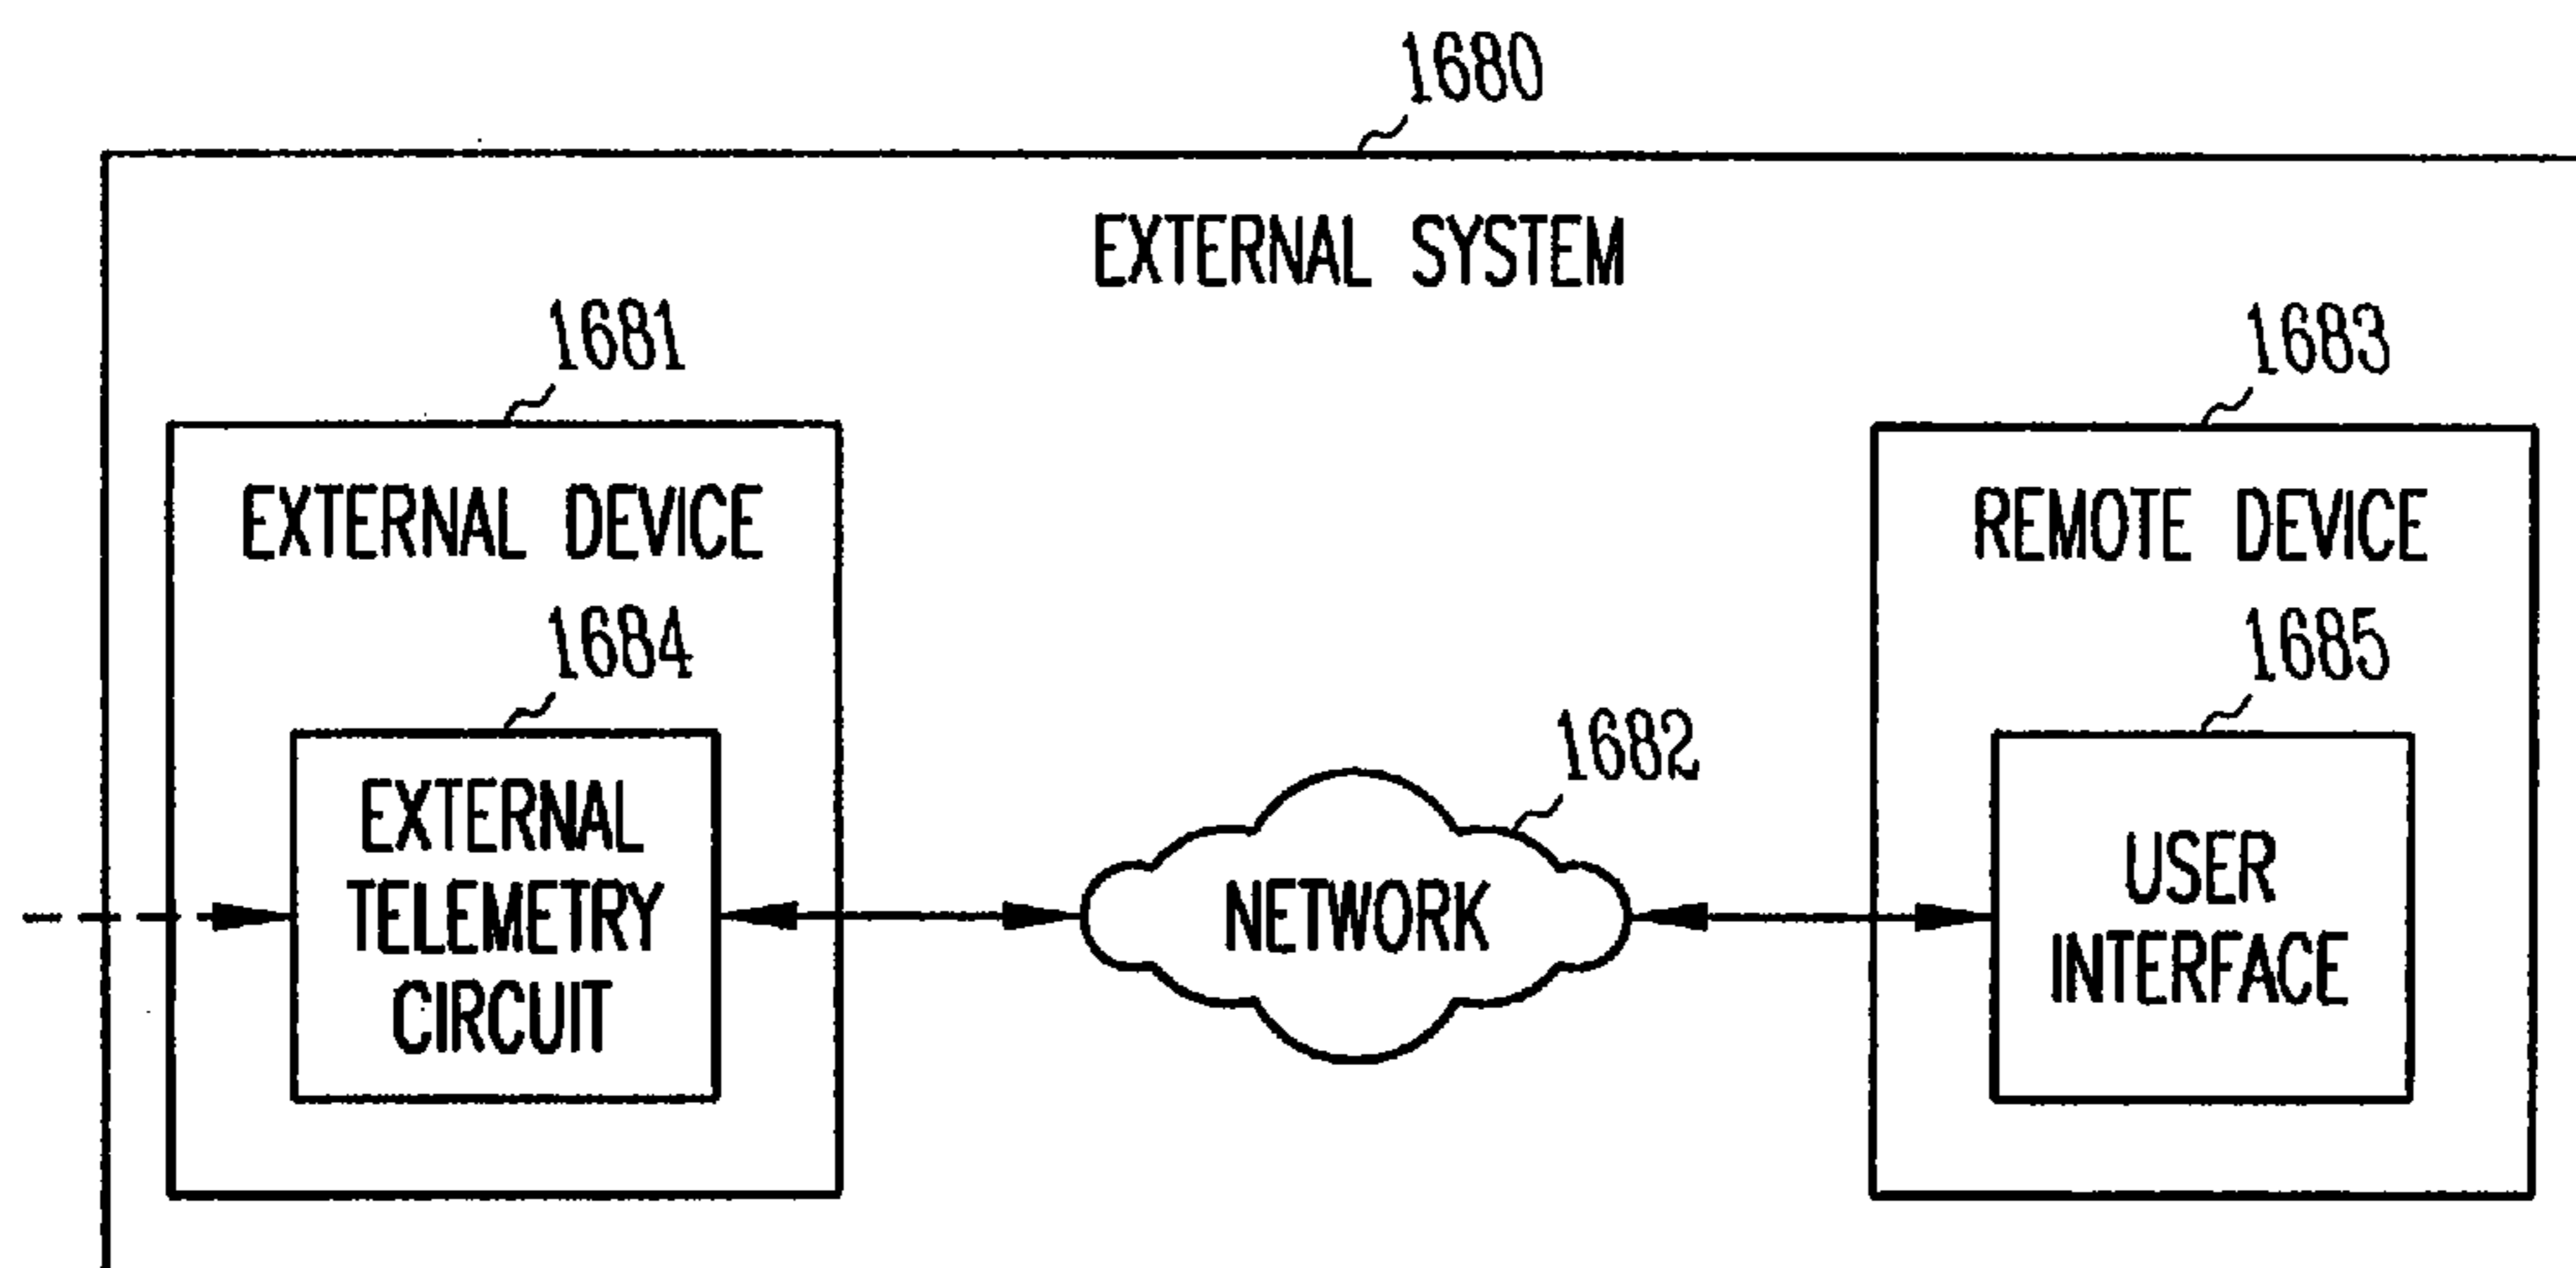 1680
EXTERNAL SYSTEM
1681
EXTERNAL DEVICE
1684
EXTERNAL
TELEMETRY
CIRCUIT
1682
NETWORK
1683
REMOTE DEVICE
1685
USER
INTERFACE